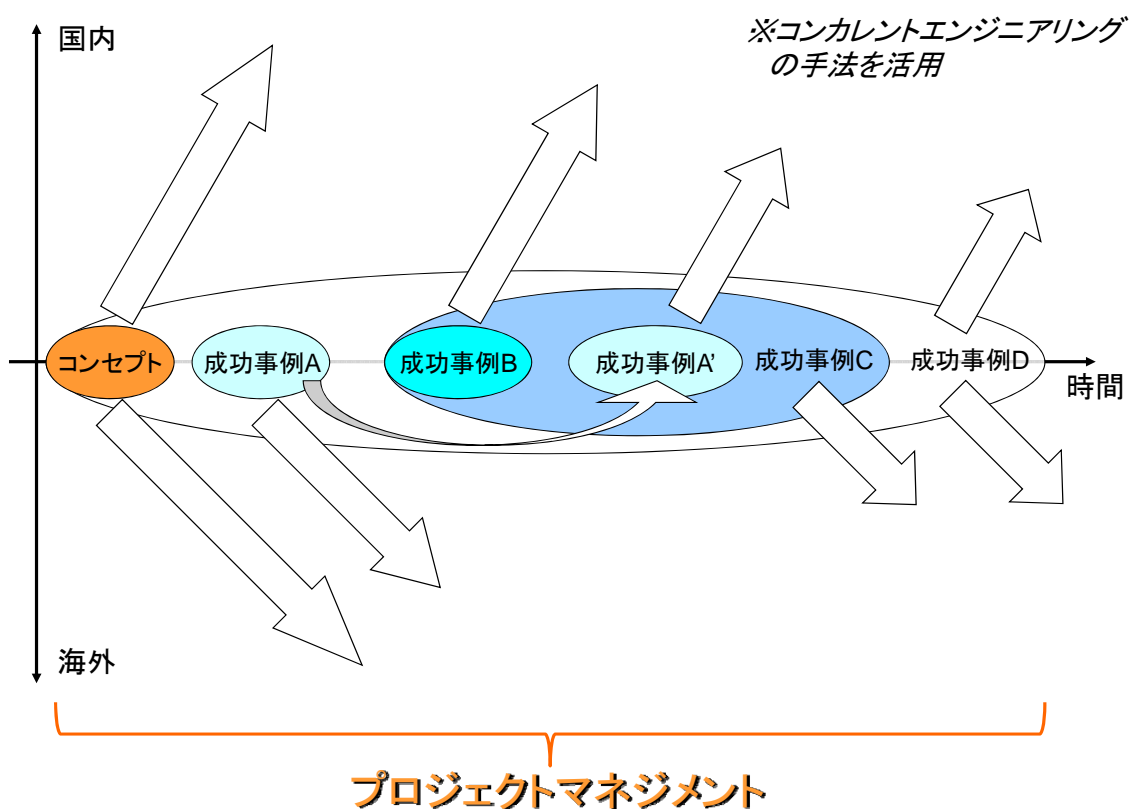 国内
※コンカレントエンジニアリング
の手法を活用
コンセプト
成功事例A
成功事例B
成功事例A'
成功事例C
成功事例D
時間
海外
プロジェクトマネジメント